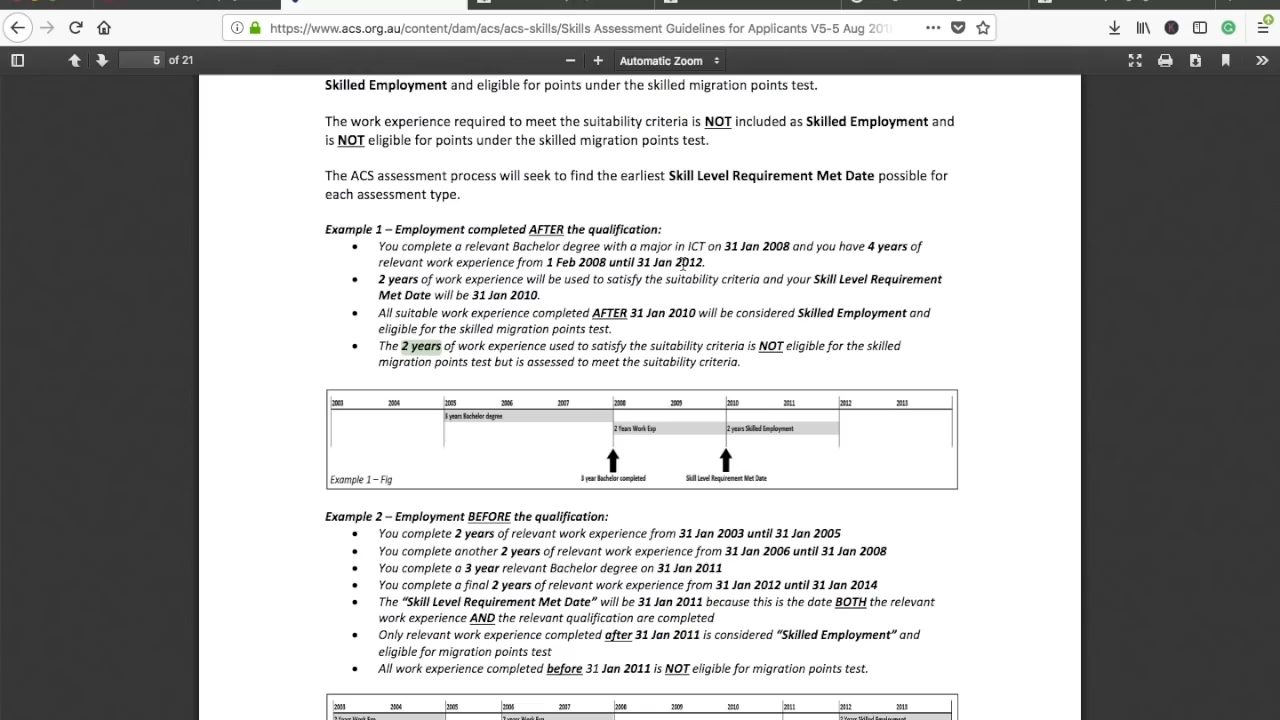 https://www.acs.org.au/content/dam/acs/acs-skills/Skills Assessment Guidelines for Applicants V5-5 Aug 201
5 of 21
Automatic Zoom
Skilled Employment and eligible for points under the skilled migration points test.
The work experience required to meet the suitability criteria is NOT included as Skilled Employment and
is NOT eligible for points under the skilled migration points test.
The ACS assessment process will seek to find the earliest Skill Level Requirement Met Date possible for
each assessment type.
Example 1 – Employment completed AFTER the qualification:
• You complete a relevant Bachelor degree with a major in ICT on 31 Jan 2008 and you have 4 years of
relevant work experience from 1 Feb 2008 until 31 Jan 2012.
• 2 years of work experience will be used to satisfy the suitability criteria and your Skill Level Requirement
Met Date will be 31 Jan 2010.
• All suitable work experience completed AFTER 31 Jan 2010 will be considered Skilled Employment and
eligible for the skilled migration points test.
• The 2 years of work experience used to satisfy the suitability criteria is NOT eligible for the skilled
migration points test but is assessed to meet the suitability criteria.
2003 2004 2005 2006 2007 2008 2009 2010 2011 2012 2013
3 years Bachelor degree
2 Years Work Exp 2 years Skilled Employment
3 year Bachelor completed Skill Level Requirement Met Date
Example 1 – Fig
Example 2 – Employment BEFORE the qualification:
• You complete 2 years of relevant work experience from 31 Jan 2003 until 31 Jan 2005
• You complete another 2 years of relevant work experience from 31 Jan 2006 until 31 Jan 2008
• You complete a 3 year relevant Bachelor degree on 31 Jan 2011
• You complete a final 2 years of relevant work experience from 31 Jan 2012 until 31 Jan 2014
• The “Skill Level Requirement Met Date” will be 31 Jan 2011 because this is the date BOTH the relevant
work experience AND the relevant qualification are completed
• Only relevant work experience completed after 31 Jan 2011 is considered “Skilled Employment” and
eligible for migration points test
• All work experience completed before 31 Jan 2011 is NOT eligible for migration points test.
2003 2004 2005 2006 2007 2008 2009 2010 2011 2012 2013
2 Years Work Exp 2 years Exp 2 Years Skilled Employment